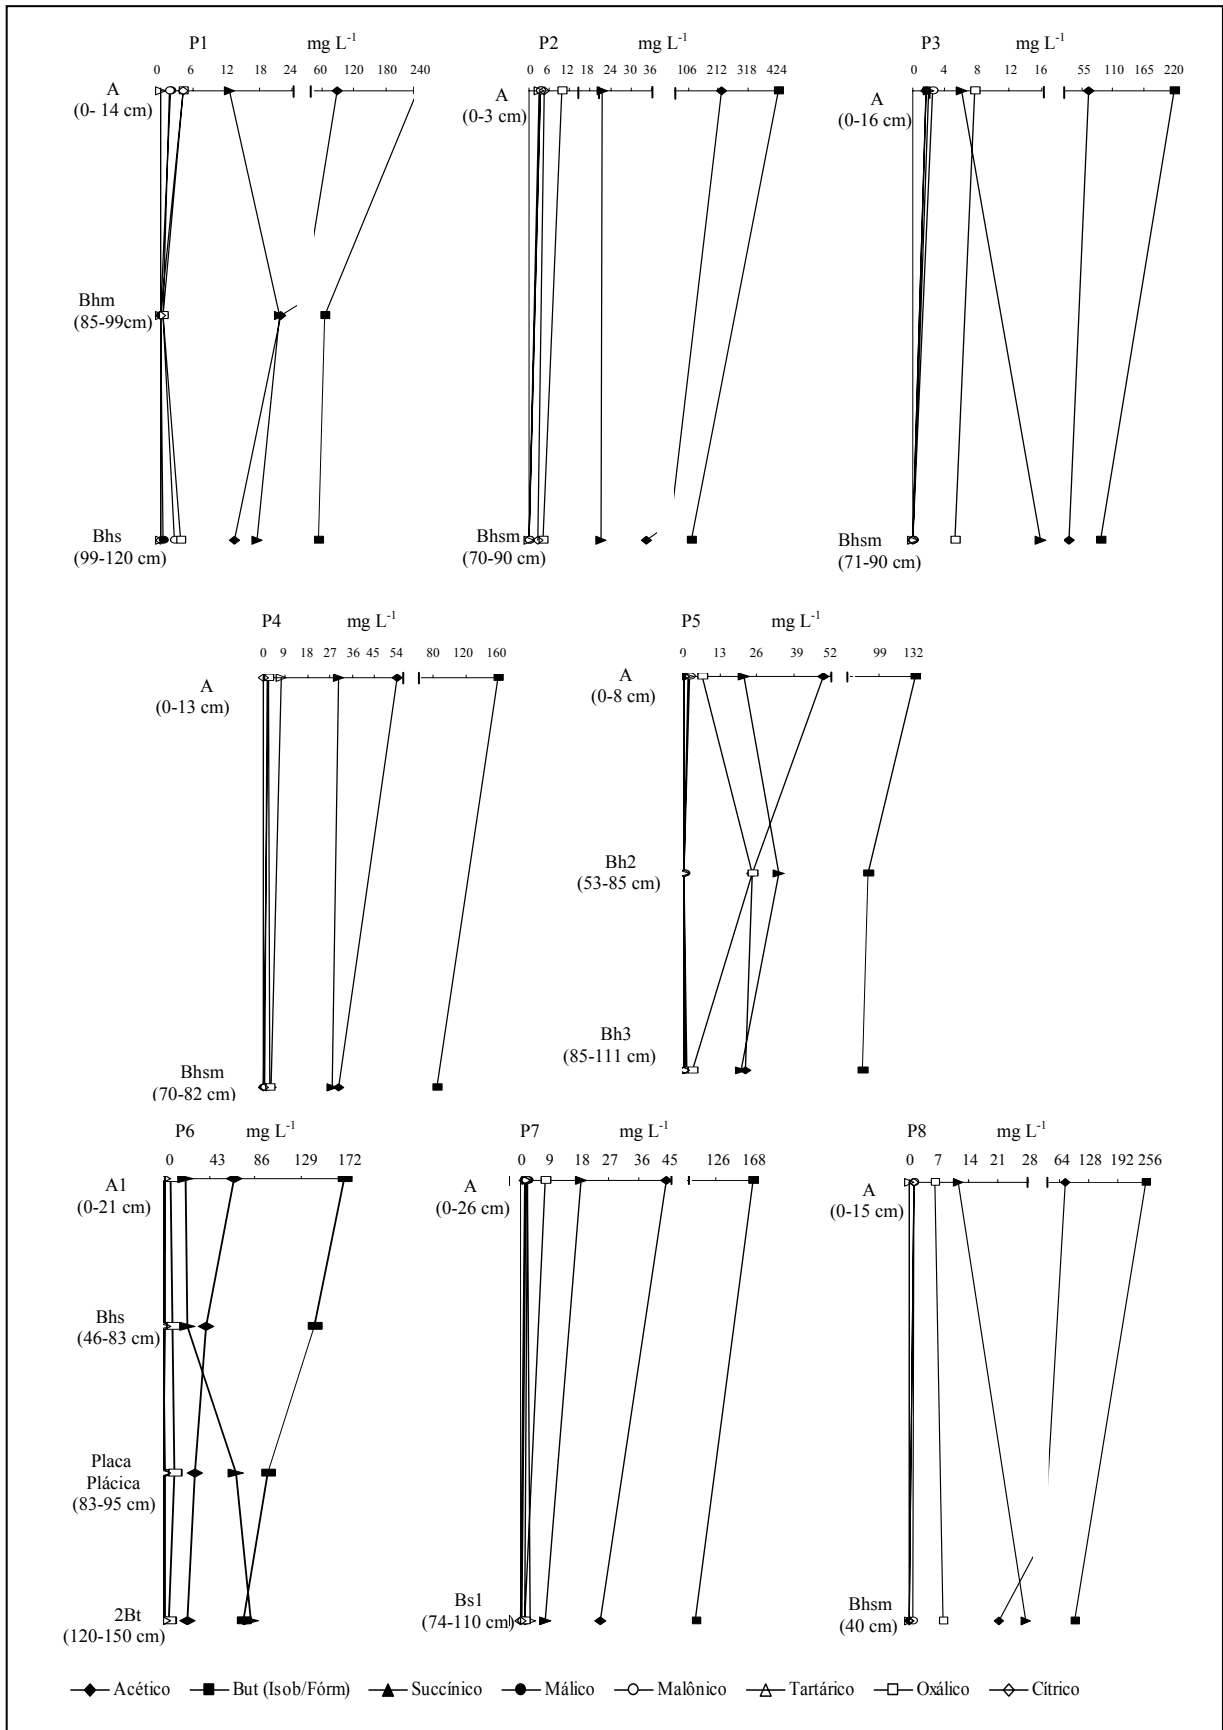 P1 mg L-1
0 6 12 18 24 60 120 180 240
A
(0- 14 cm)
Bhm
(85-99cm)
Bhs
(99-120 cm)
P2 mg L-1
0 6 12 18 24 30 36 106 212 318 424
A
(0-3 cm)
Bhsm
(70-90 cm)
P3 mg L-1
0 4 8 12 16 55 110 165 220
A
(0-16 cm)
Bhsm
(71-90 cm)
P4 mg L-1
0 9 18 27 36 45 54 80 120 160
A
(0-13 cm)
Bhsm
(70-82 cm)
P5 mg L-1
0 13 26 39 52 99 132
A
(0-8 cm)
Bh2
(53-85 cm)
Bh3
(85-111 cm)
P6 mg L-1
0 43 86 129 172
A1
(0-21 cm)
Bhs
(46-83 cm)
Placa
Plácica
(83-95 cm)
2Bt
(120-150 cm)
P7 mg L-1
0 9 18 27 36 45 126 168
A
(0-26 cm)
Bs1
(74-110 cm)
P8 mg L-1
0 7 14 21 28 64 128 192 256
A
(0-15 cm)
Bhsm
(40 cm)
Acético But (Isob/Fórm) Succínico Málico Malônico Tartárico Oxálico Cítrico